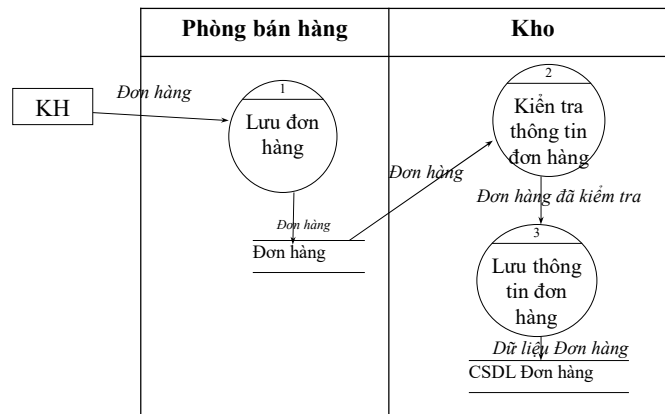 Phòng bán hàng
Kho
KH
Đơn hàng
1
Lưu đơn
hàng
Đơn hàng
Đơn hàng
Đơn hàng
2
Kiển tra
thông tin
đơn hàng
Đơn hàng đã kiểm tra
3
Lưu thông
tin đơn
hàng
Dữ liệu Đơn hàng
CSDL Đơn hàng